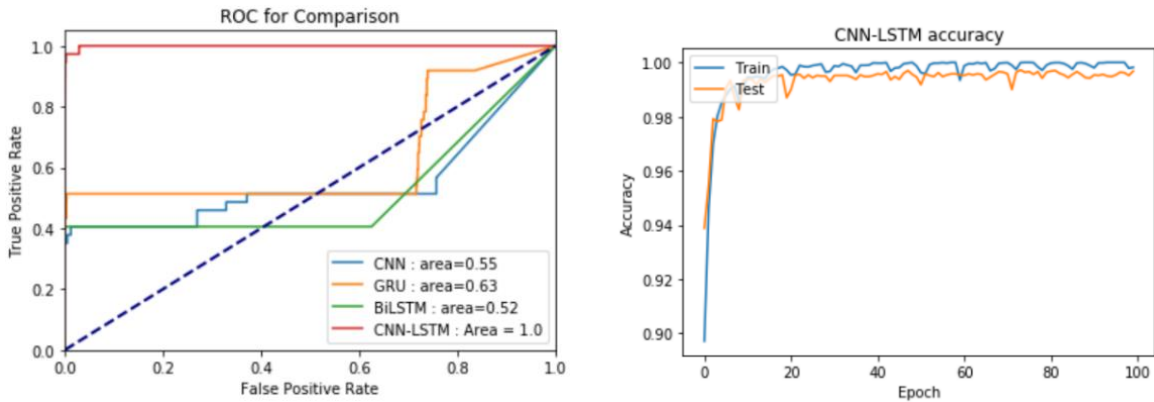 ROC for Comparison
True Positive Rate
1.0
0.8
0.6
0.4
0.2
0.0
CNN : area=0.55
GRU : area=0.63
BiLSTM : area=0.52
CNN-LSTM : Area = 1.0
0.0 0.2 0.4 0.6 0.8 1.0
False Positive Rate
CNN-LSTM accuracy
Accuracy
1.00
0.98
0.96
0.94
0.92
0.90
Train
Test
0 20 40 60 80 100
Epoch